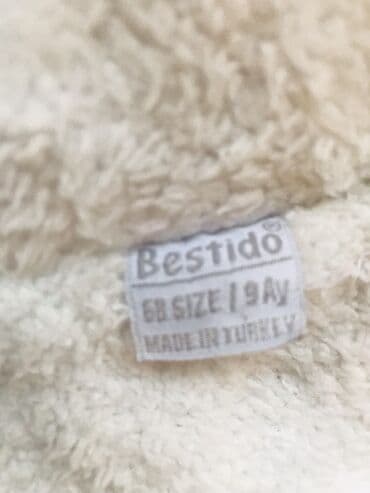 Bestido®
68 SIZE / 9 Ay
MADE IN TURKEY